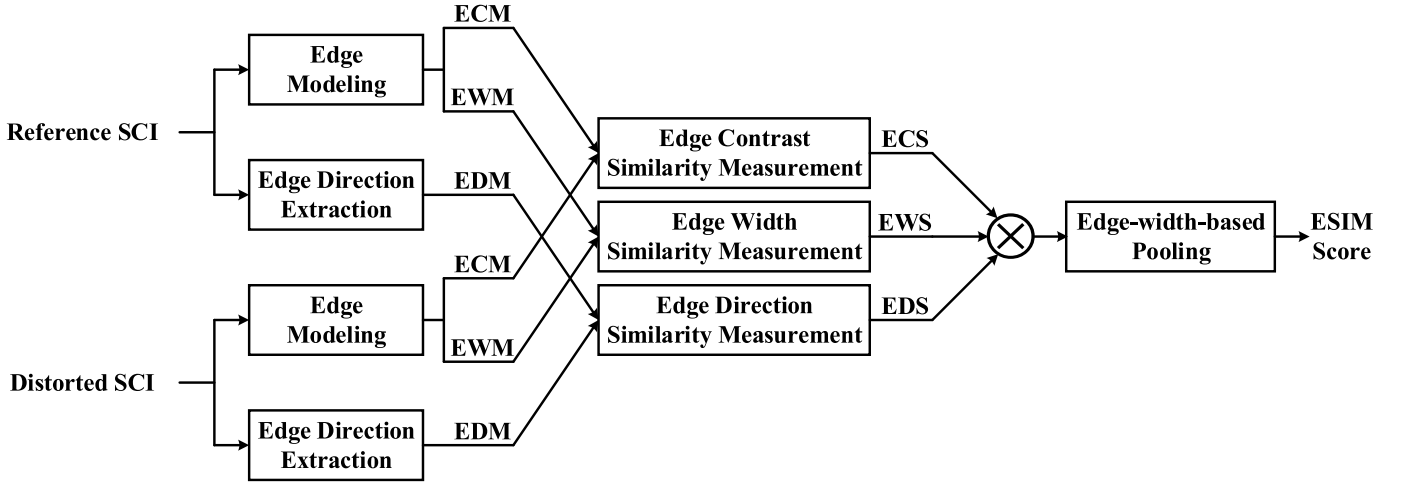 Reference SCI
Edge
Modeling
ECM
EWM
Edge Direction
Extraction
EDM
Distorted SCI
Edge
Modeling
ECM
EWM
Edge Direction
Extraction
EDM
Edge Contrast
Similarity Measurement
ECS
Edge Width
Similarity Measurement
EWS
Edge Direction
Similarity Measurement
EDS
Edge-width-based
Pooling
ESIM
Score